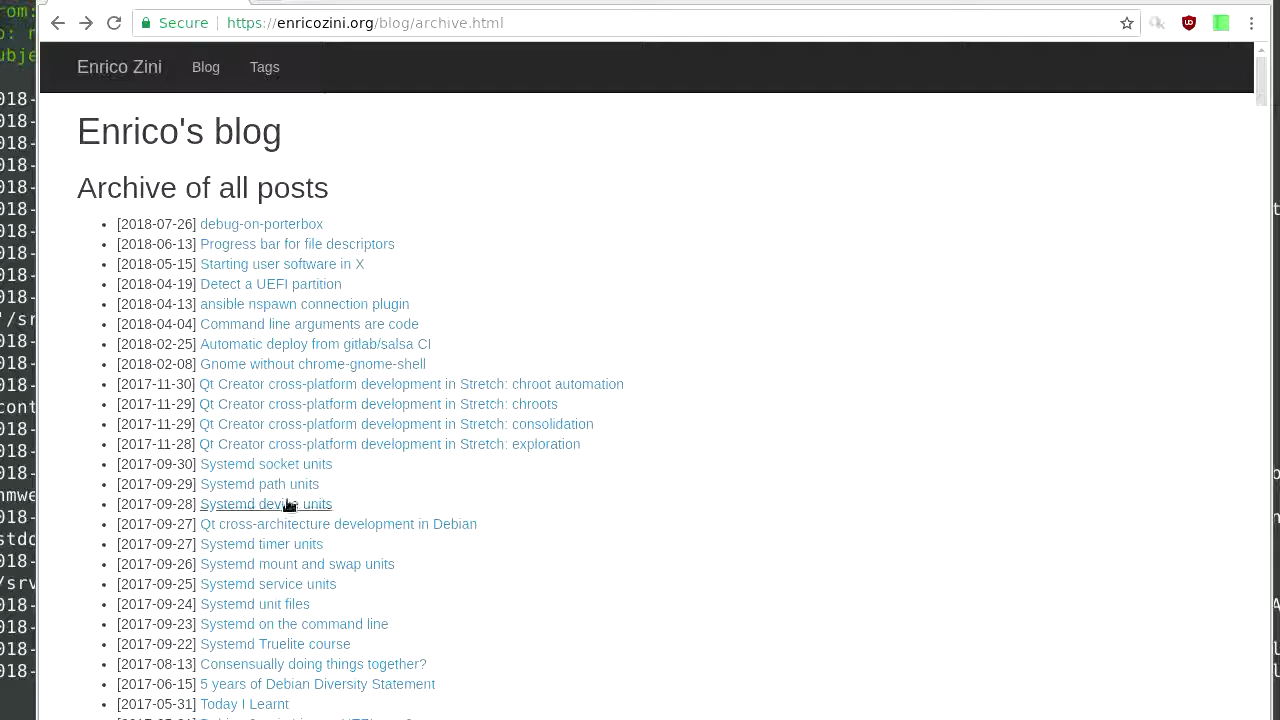 Secure | https://enricozini.org/blog/archive.html
Enrico Zini Blog Tags
Enrico's blog
Archive of all posts
[2018-07-26] debug-on-porterbox
[2018-06-13] Progress bar for file descriptors
[2018-05-15] Starting user software in X
[2018-04-19] Detect a UEFI partition
[2018-04-13] ansible nspawn connection plugin
[2018-04-04] Command line arguments are code
[2018-02-25] Automatic deploy from gitlab/salsa CI
[2018-02-08] Gnome without chrome-gnome-shell
[2017-11-30] Qt Creator cross-platform development in Stretch: chroot automation
[2017-11-29] Qt Creator cross-platform development in Stretch: chroots
[2017-11-29] Qt Creator cross-platform development in Stretch: consolidation
[2017-11-28] Qt Creator cross-platform development in Stretch: exploration
[2017-09-30] Systemd socket units
[2017-09-29] Systemd path units
[2017-09-28] Systemd device units
[2017-09-27] Qt cross-architecture development in Debian
[2017-09-27] Systemd timer units
[2017-09-26] Systemd mount and swap units
[2017-09-25] Systemd service units
[2017-09-24] Systemd unit files
[2017-09-23] Systemd on the command line
[2017-09-22] Systemd Truelite course
[2017-08-13] Consensually doing things together?
[2017-06-15] 5 years of Debian Diversity Statement
[2017-05-31] Today I Learnt